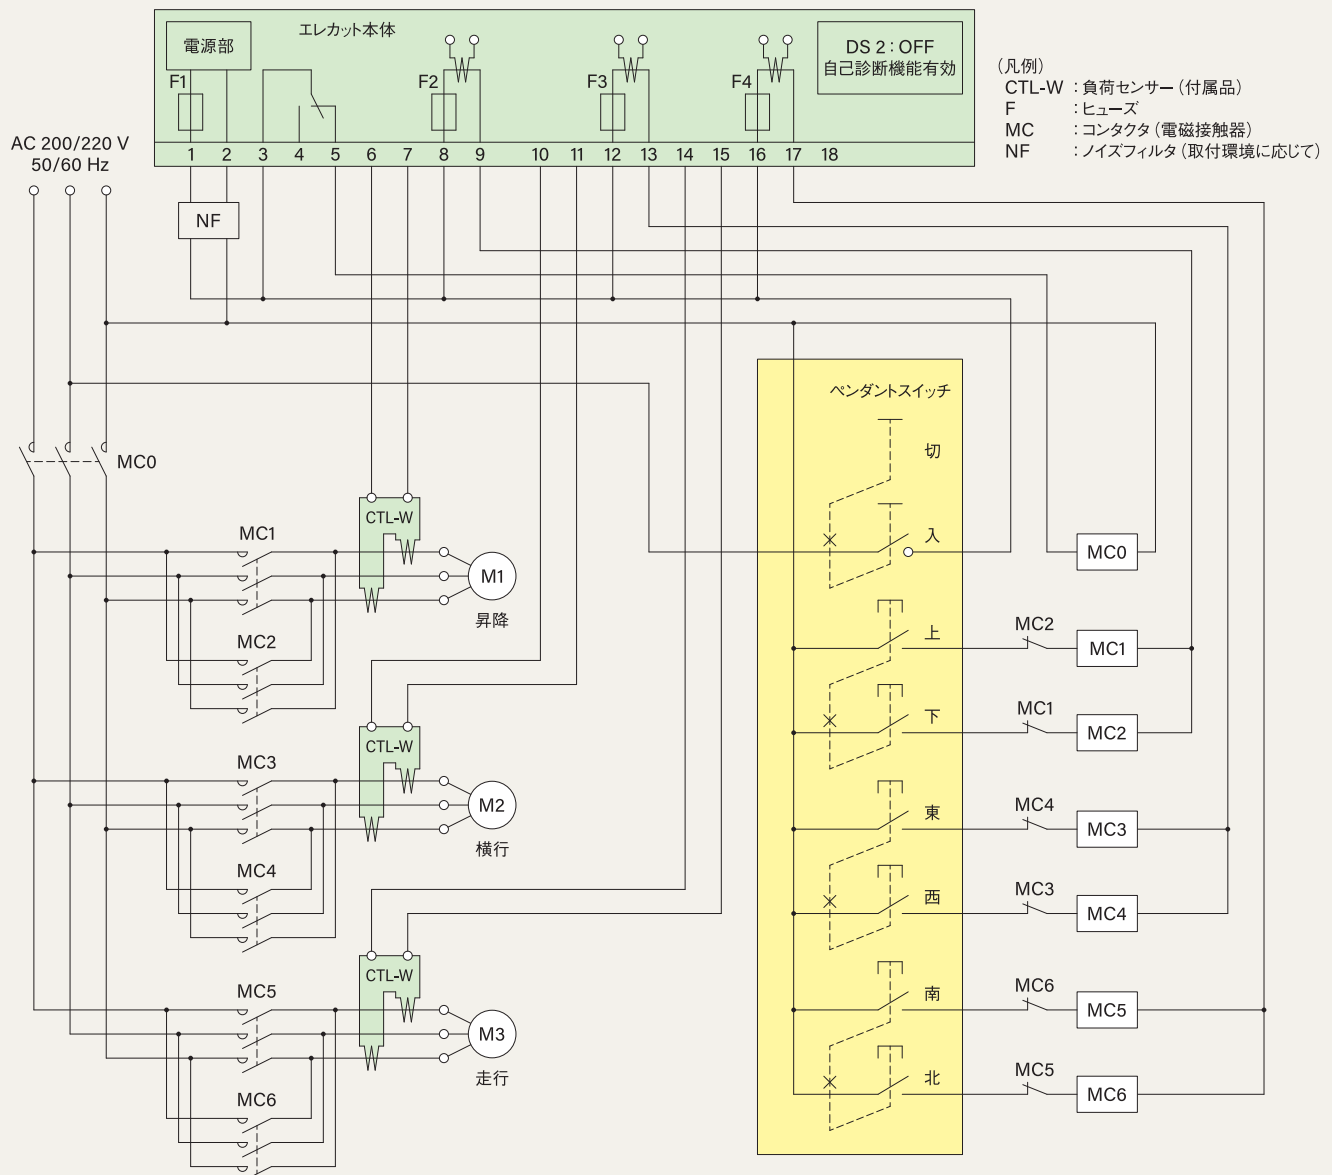 エレカット本体
電源部
F1
F2
F3
F4
DS 2 : OFF
自己診断機能有効
(凡例)
CTL-W : 負荷センサー (付属品)
F : ヒューズ
MC : コンタクタ (電磁接触器)
NF : ノイズフィルタ (取付環境に応じて)
AC 200/220 V
50/60 Hz
1 2 3 4 5 6 7 8 9 10 11 12 13 14 15 16 17 18
NF
ペンダントスイッチ
切
入
MC0
MC0
MC1
CTL-W
M1
昇降
MC2
上
MC2
MC1
下
MC1
MC2
MC3
CTL-W
M2
横行
MC4
東
MC4
MC3
西
MC3
MC4
MC5
CTL-W
M3
走行
MC6
南
MC6
MC5
北
MC5
MC6